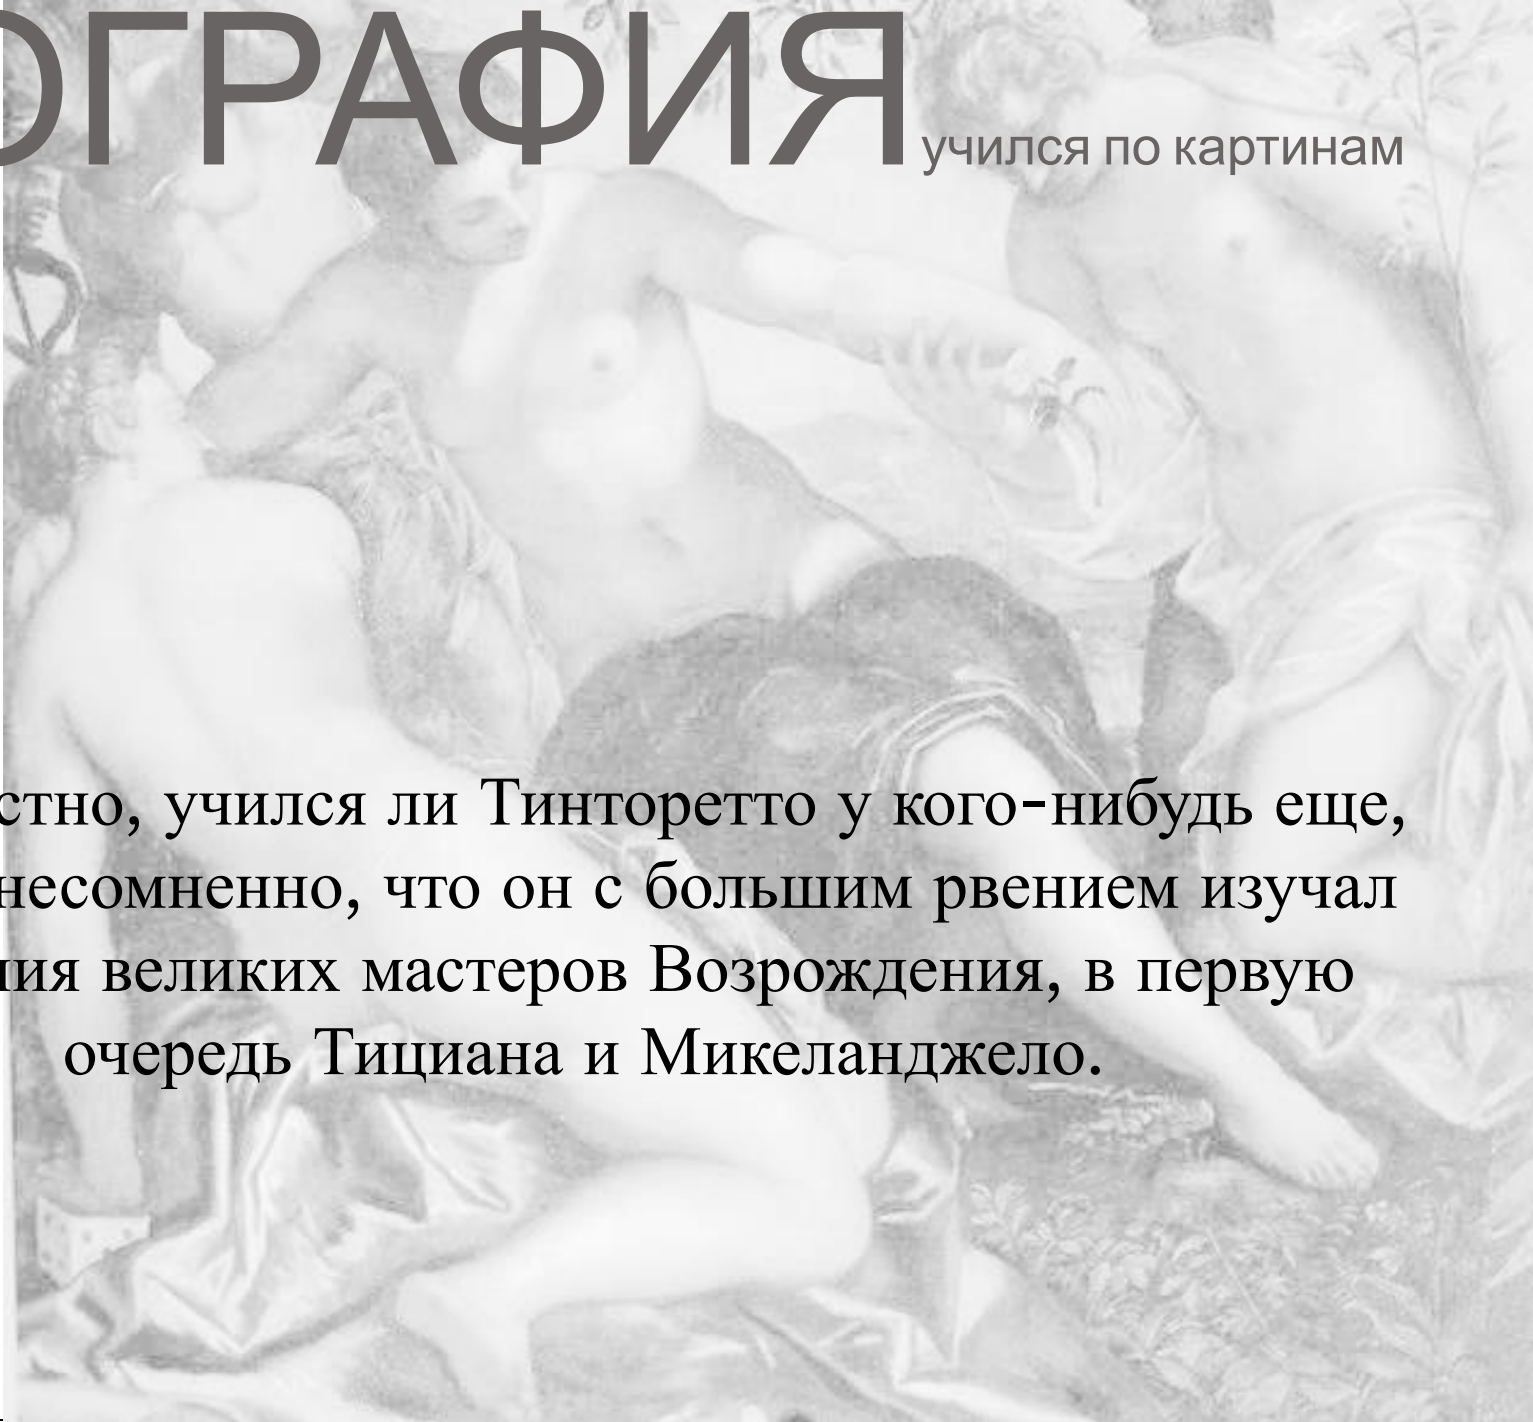 ОГРАФИЯ учился по картинам
стно, учился ли Тинторетто у кого-нибудь еще,
несомненно, что он с большим рвением изучал
ния великих мастеров Возрождения, в первую
очередь Тициана и Микеланджело.